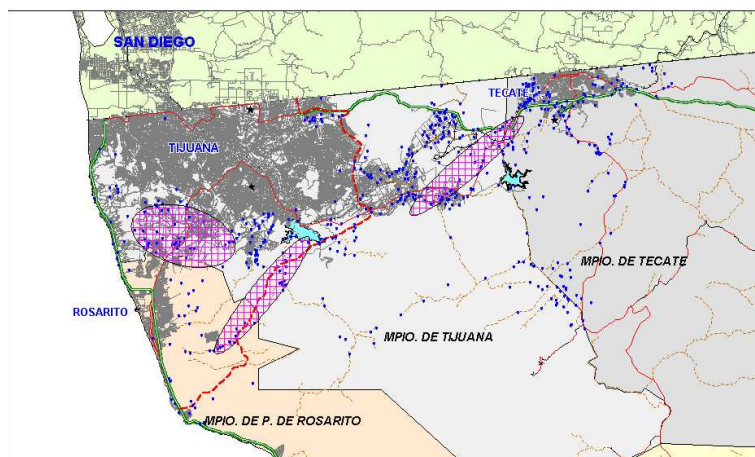 SAN DIEGO
TECATE
TIJUANA
MPIO. DE TECATE
ROSARITO
MPIO. DE TIJUANA
MPIO. DE P. DE ROSARITO